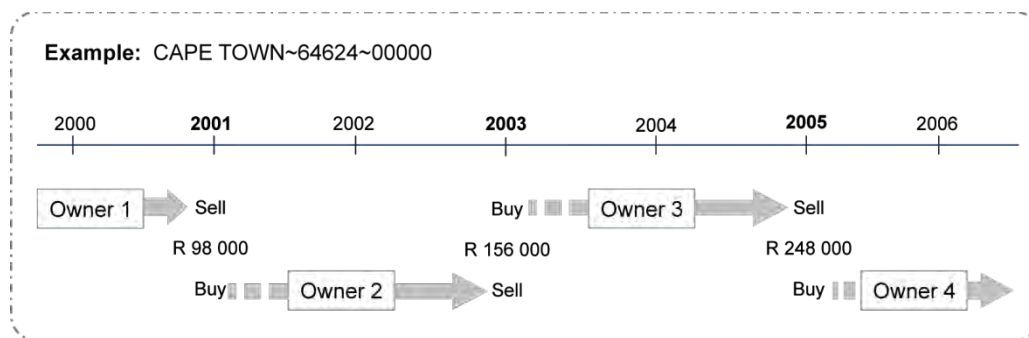 Example: CAPE TOWN~64624~00000
2000 2001 2002 2003 2004 2005 2006
Owner 1 Sell Buy Owner 3 Sell
R 98 000 R 156 000 R 248 000
Buy Owner 2 Sell Buy Owner 4